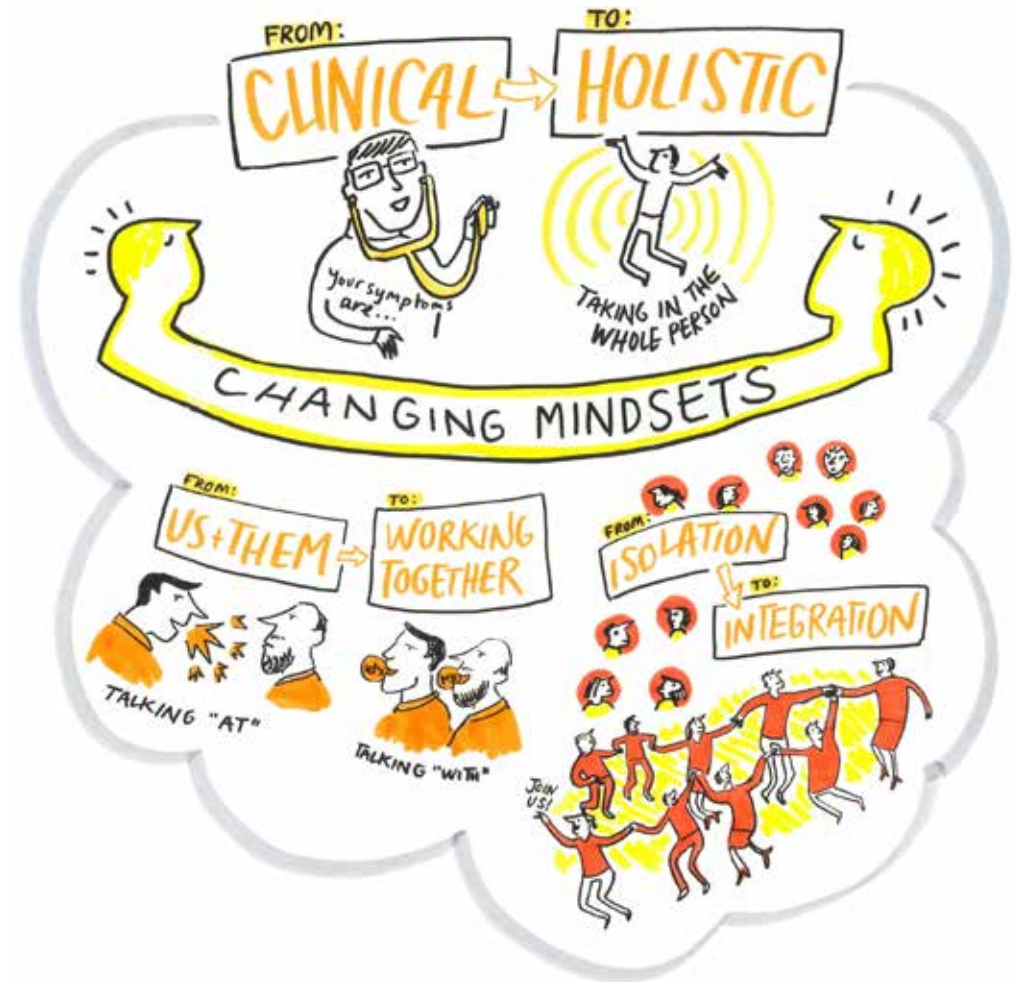 FROM:
CLINICAL
TO:
HOLISTIC
your symptoms
are...
TAKING IN THE
WHOLE PERSON
CHANGING MINDSETS
FROM:
US+THEM
TO:
WORKING
TOGETHER
TALKING "AT"
TALKING "WITH"
FROM:
ISOLATION
TO:
INTEGRATION
JOIN
US!